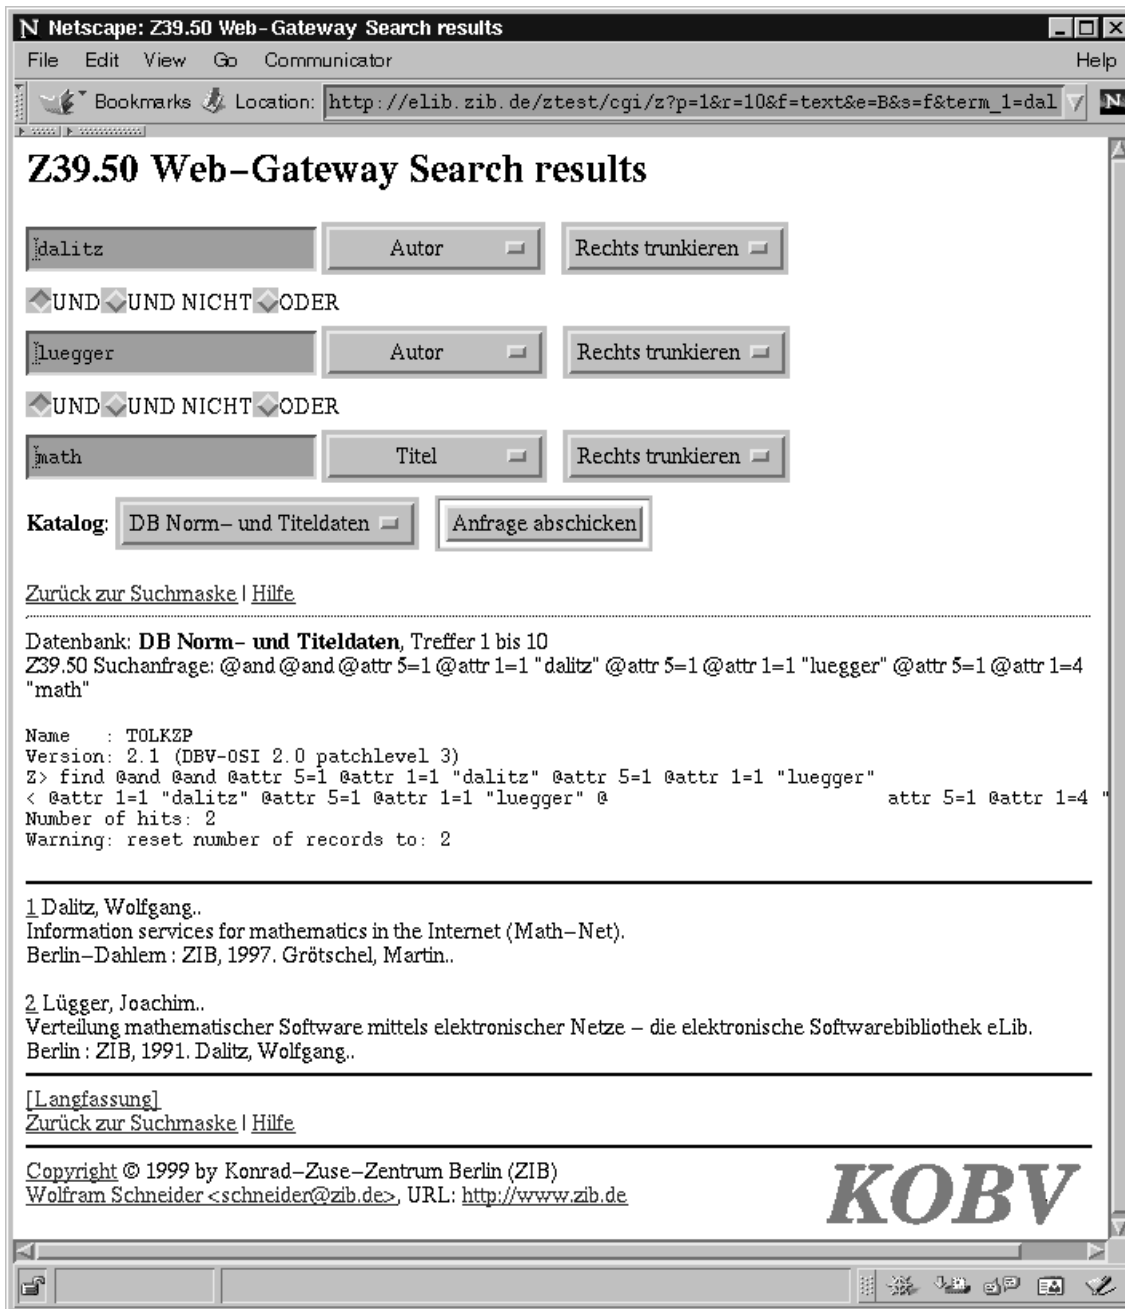 N Netscape: Z39.50 Web-Gateway Search results
File Edit View Go Communicator Help
Bookmarks Location: http://elib.zib.de/ztest/cgi/z?p=1&r=10&f=text&e=B&s=f&term_1=dal N
Z39.50 Web-Gateway Search results
dalitz Autor Rechts trunkieren
UND UND NICHT ODER
luegger Autor Rechts trunkieren
UND UND NICHT ODER
math Titel Rechts trunkieren
Katalog: DB Norm- und Titeldaten Anfrage abschicken
Zurück zur Suchmaske | Hilfe
Datenbank: DB Norm- und Titeldaten, Treffer 1 bis 10
Z39.50 Suchanfrage: @and @and @attr 5=1 @attr 1=1 "dalitz" @attr 5=1 @attr 1=1 "luegger" @attr 5=1 @attr 1=4
"math"
Name : TOLKZP
Version: 2.1 (DBV-OSI 2.0 patchlevel 3)
Z> find @and @and @attr 5=1 @attr 1=1 "dalitz" @attr 5=1 @attr 1=1 "luegger"
< @attr 1=1 "dalitz" @attr 5=1 @attr 1=1 "luegger" @ attr 5=1 @attr 1=4 "
Number of hits: 2
Warning: reset number of records to: 2
1 Dalitz, Wolfgang..
Information services for mathematics in the Internet (Math-Net).
Berlin-Dahlem : ZIB, 1997. Grötschel, Martin..
2 Lügger, Joachim..
Verteilung mathematischer Software mittels elektronischer Netze – die elektronische Softwarebibliothek eLib.
Berlin : ZIB, 1991. Dalitz, Wolfgang..
[Langfassung]
Zurück zur Suchmaske | Hilfe
Copyright © 1999 by Konrad-Zuse-Zentrum Berlin (ZIB)
Wolfram Schneider <schneider@zib.de>, URL: http://www.zib.de
KOBV